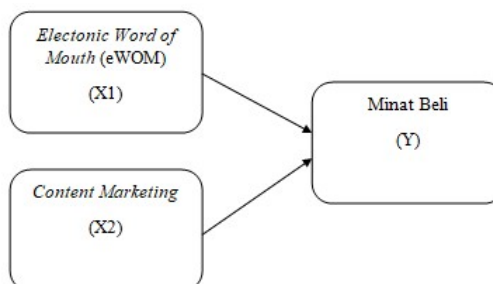 Electonic Word of
Mouth (eWOM)
(X1)
Minat Beli
(Y)
Content Marketing
(X2)